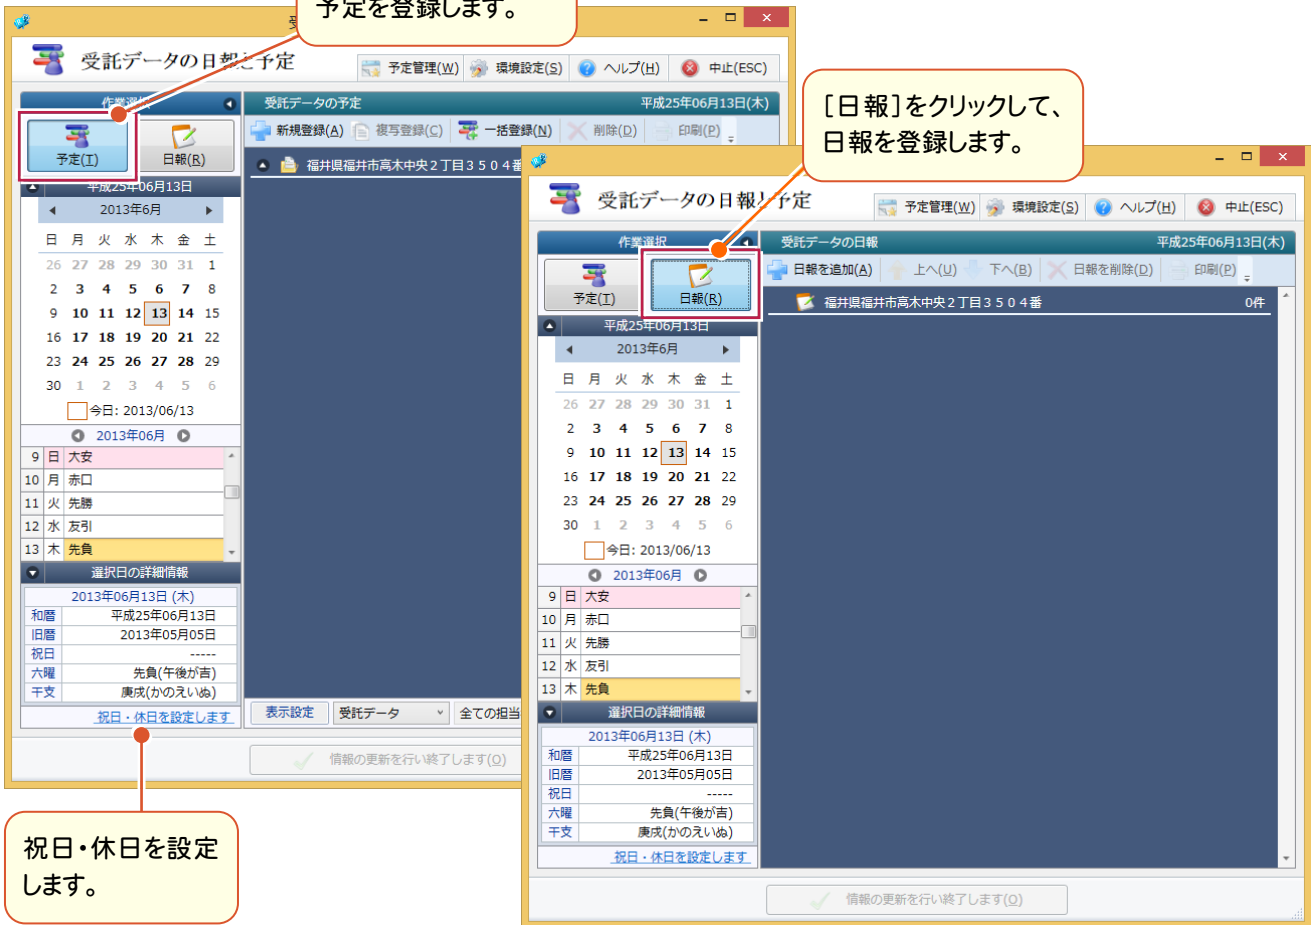 予定を登録します。
受託データの日報と予定
予定管理(W) 環境設定(S) ヘルプ(H) 中止(ESC)
作業選択
予定(T) 日報(R)
平成25年06月13日
2013年6月
日 月 火 水 木 金 土
26 27 28 29 30 31 1
2 3 4 5 6 7 8
9 10 11 12 13 14 15
16 17 18 19 20 21 22
23 24 25 26 27 28 29
30 1 2 3 4 5 6
今日: 2013/06/13
2013年06月
9 日 大安
10 月 赤口
11 火 先勝
12 水 友引
13 木 先負
選択日の詳細情報
2013年06月13日 (木)
和暦 平成25年06月13日
旧暦 2013年05月05日
祝日 -----
六曜 先負(午後が吉)
干支 庚戌(かのえいぬ)
祝日・休日を設定します
受託データの予定 平成25年06月13日(木)
新規登録(A) 複写登録(C) 一括登録(N) 削除(D) 印刷(P)
福井県福井市高木中央2丁目3504番
表示設定 受託データ 全ての担当
情報の更新を行い終了します(O)
祝日・休日を設定
します。
[日報]をクリックして、
日報を登録します。
受託データの日報と予定
予定管理(W) 環境設定(S) ヘルプ(H) 中止(ESC)
作業選択
予定(T) 日報(R)
平成25年06月13日
2013年6月
日 月 火 水 木 金 土
26 27 28 29 30 31 1
2 3 4 5 6 7 8
9 10 11 12 13 14 15
16 17 18 19 20 21 22
23 24 25 26 27 28 29
30 1 2 3 4 5 6
今日: 2013/06/13
2013年06月
9 日 大安
10 月 赤口
11 火 先勝
12 水 友引
13 木 先負
選択日の詳細情報
2013年06月13日 (木)
和暦 平成25年06月13日
旧暦 2013年05月05日
祝日 -----
六曜 先負(午後が吉)
干支 庚戌(かのえいぬ)
祝日・休日を設定します
受託データの日報 平成25年06月13日(木)
日報を追加(A) 上へ(U) 下へ(B) 日報を削除(D) 印刷(P)
福井県福井市高木中央2丁目3504番 0件
情報の更新を行い終了します(O)